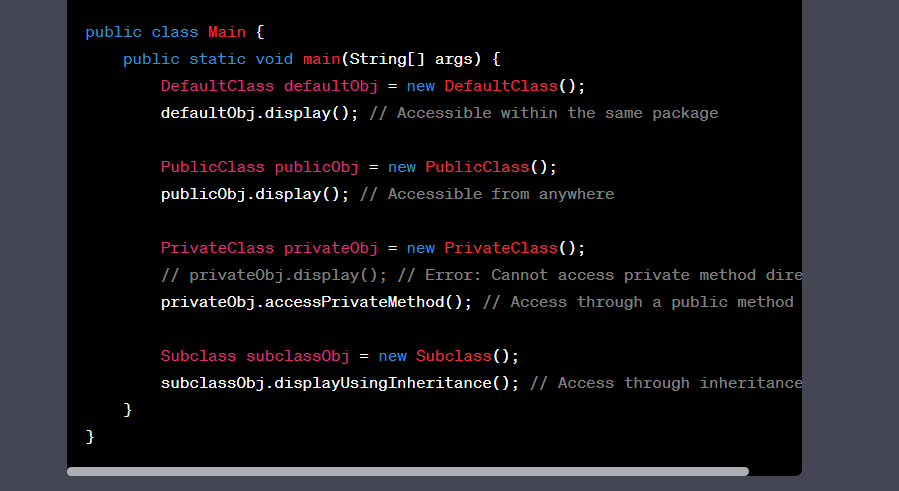 public class Main {
    public static void main(String[] args) {
        DefaultClass defaultObj = new DefaultClass();
        defaultObj.display(); // Accessible within the same package

        PublicClass publicObj = new PublicClass();
        publicObj.display(); // Accessible from anywhere

        PrivateClass privateObj = new PrivateClass();
        // privateObj.display(); // Error: Cannot access private method dire
        privateObj.accessPrivateMethod(); // Access through a public method

        Subclass subclassObj = new Subclass();
        subclassObj.displayUsingInheritance(); // Access through inheritance
    }
}